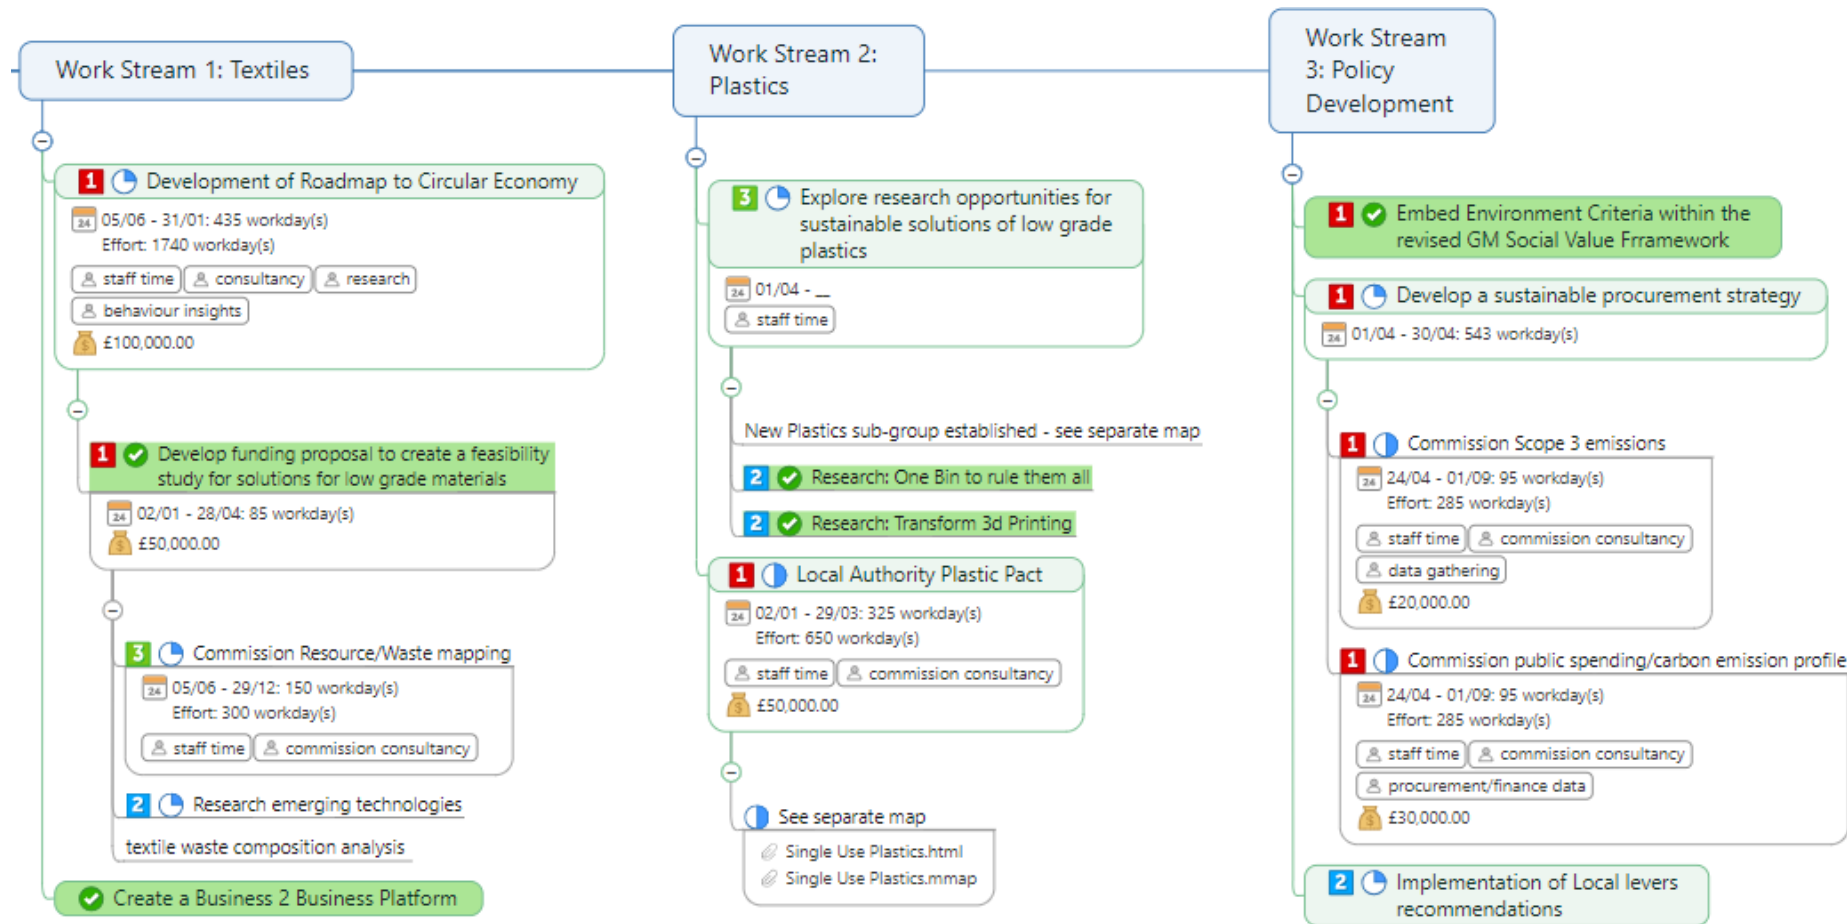 Work Stream 1: Textiles
1 Development of Roadmap to Circular Economy
24 05/06 - 31/01: 435 workday(s)
Effort: 1740 workday(s)
staff time consultancy research
behaviour insights
£100,000.00
1 Develop funding proposal to create a feasibility
study for solutions for low grade materials
24 02/01 - 28/04: 85 workday(s)
£50,000.00
3 Commission Resource/Waste mapping
24 05/06 - 29/12: 150 workday(s)
Effort: 300 workday(s)
staff time commission consultancy
2 Research emerging technologies
textile waste composition analysis
Create a Business 2 Business Platform
Work Stream 2:
Plastics
3 Explore research opportunities for
sustainable solutions of low grade
plastics
24 01/04 - __
staff time
New Plastics sub-group established - see separate map
2 Research: One Bin to rule them all
2 Research: Transform 3d Printing
1 Local Authority Plastic Pact
24 02/01 - 29/03: 325 workday(s)
Effort: 650 workday(s)
staff time commission consultancy
£50,000.00
See separate map
Single Use Plastics.html
Single Use Plastics.mmap
Work Stream
3: Policy
Development
1 Embed Environment Criteria within the
revised GM Social Value Frramework
1 Develop a sustainable procurement strategy
24 01/04 - 30/04: 543 workday(s)
1 Commission Scope 3 emissions
24 24/04 - 01/09: 95 workday(s)
Effort: 285 workday(s)
staff time commission consultancy
data gathering
£20,000.00
1 Commission public spending/carbon emission profile
24 24/04 - 01/09: 95 workday(s)
Effort: 285 workday(s)
staff time commission consultancy
procurement/finance data
£30,000.00
2 Implementation of Local levers
recommendations